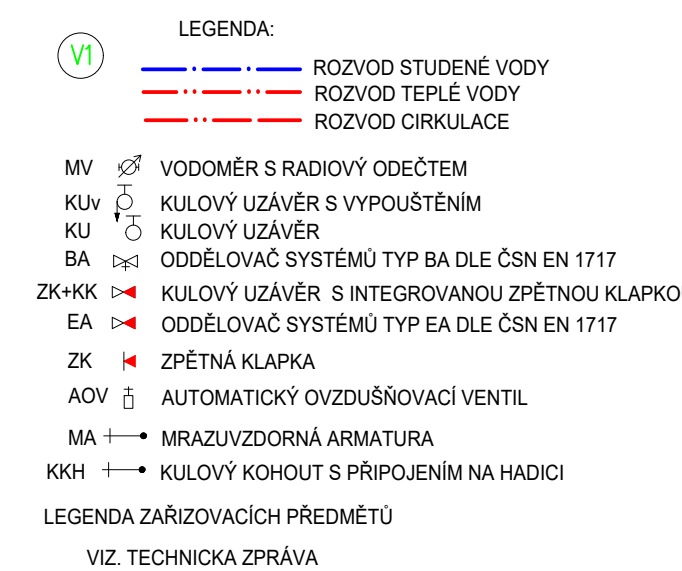 LEGENDA:
V1
ROZVOD STUDENÉ VODY
ROZVOD TEPLÉ VODY
ROZVOD CIRKULACE
MV VODOMĚR S RADIOVÝ ODEČTEM
KUv KULOVÝ UZÁVĚR S VYPOUŠTĚNÍM
KU KULOVÝ UZÁVĚR
BA ODDĚLOVAČ SYSTÉMŮ TYP BA DLE ČSN EN 1717
ZK+KK KULOVÝ UZÁVĚR S INTEGROVANOU ZPĚTNOU KLAPKOU
EA ODDĚLOVAČ SYSTÉMŮ TYP EA DLE ČSN EN 1717
ZK ZPĚTNÁ KLAPKA
AOV AUTOMATICKÝ OVZDUŠŇOVACÍ VENTIL
MA MRAZUVZDORNÁ ARMATURA
KKH KULOVÝ KOHOUT S PŘIPOJENÍM NA HADICI
LEGENDA ZAŘIZOVACÍCH PŘEDMĚTŮ
VIZ. TECHNICKA ZPRÁVA